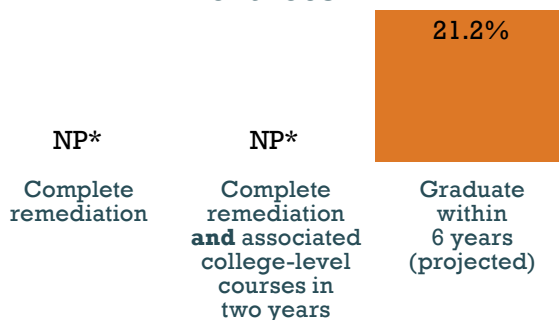 21.2%
NP*
NP*
Complete
remediation
Complete
remediation
and associated
college-level
courses in
two years
Graduate
within
6 years
(projected)